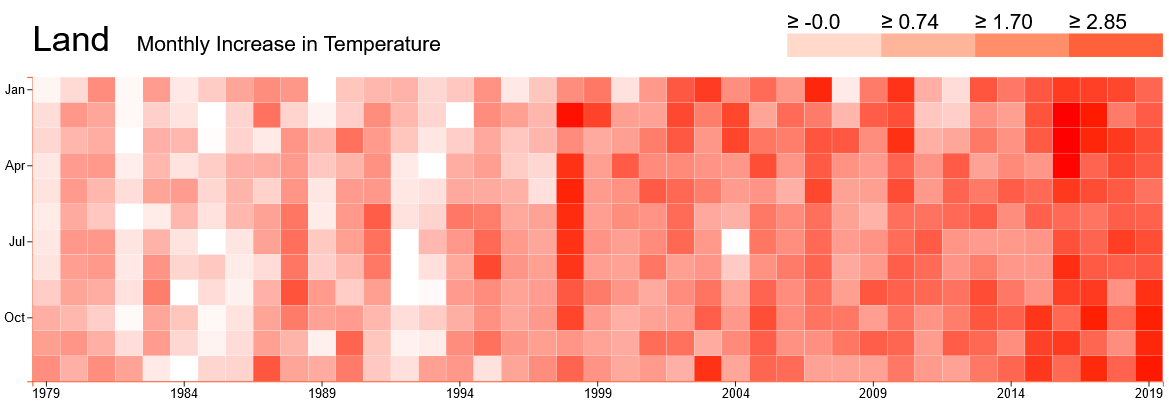 Land Monthly Increase in Temperature
≥ -0.0 ≥ 0.74 ≥ 1.70 ≥ 2.85
Jan
Apr
Jul
Oct
1979 1984 1989 1994 1999 2004 2009 2014 2019